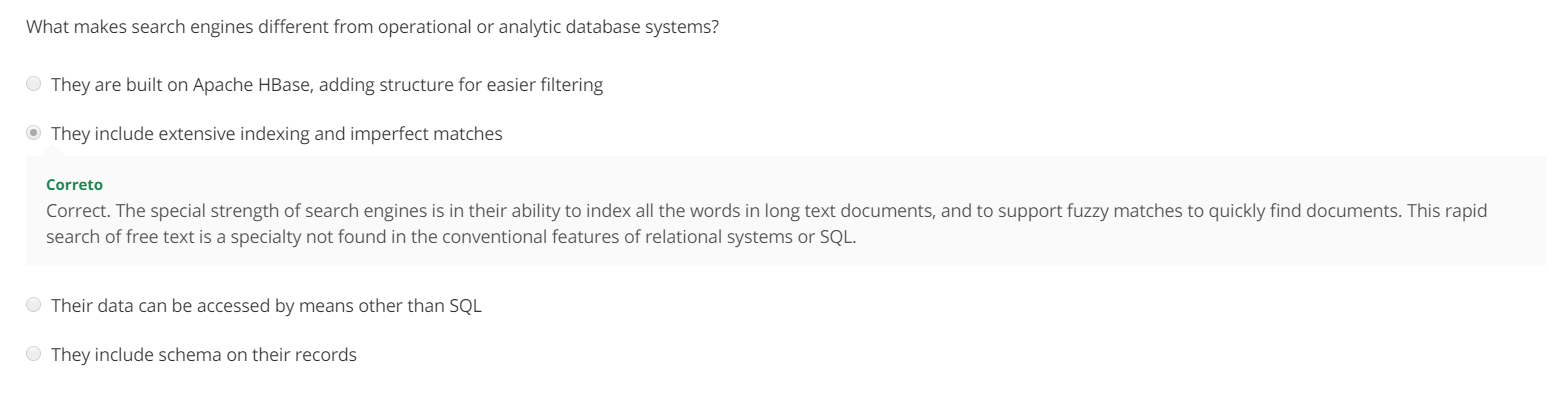 What makes search engines different from operational or analytic database systems?
They are built on Apache HBase, adding structure for easier filtering
They include extensive indexing and imperfect matches
Correto
Correct. The special strength of search engines is in their ability to index all the words in long text documents, and to support fuzzy matches to quickly find documents. This rapid
search of free text is a specialty not found in the conventional features of relational systems or SQL.
Their data can be accessed by means other than SQL
They include schema on their records